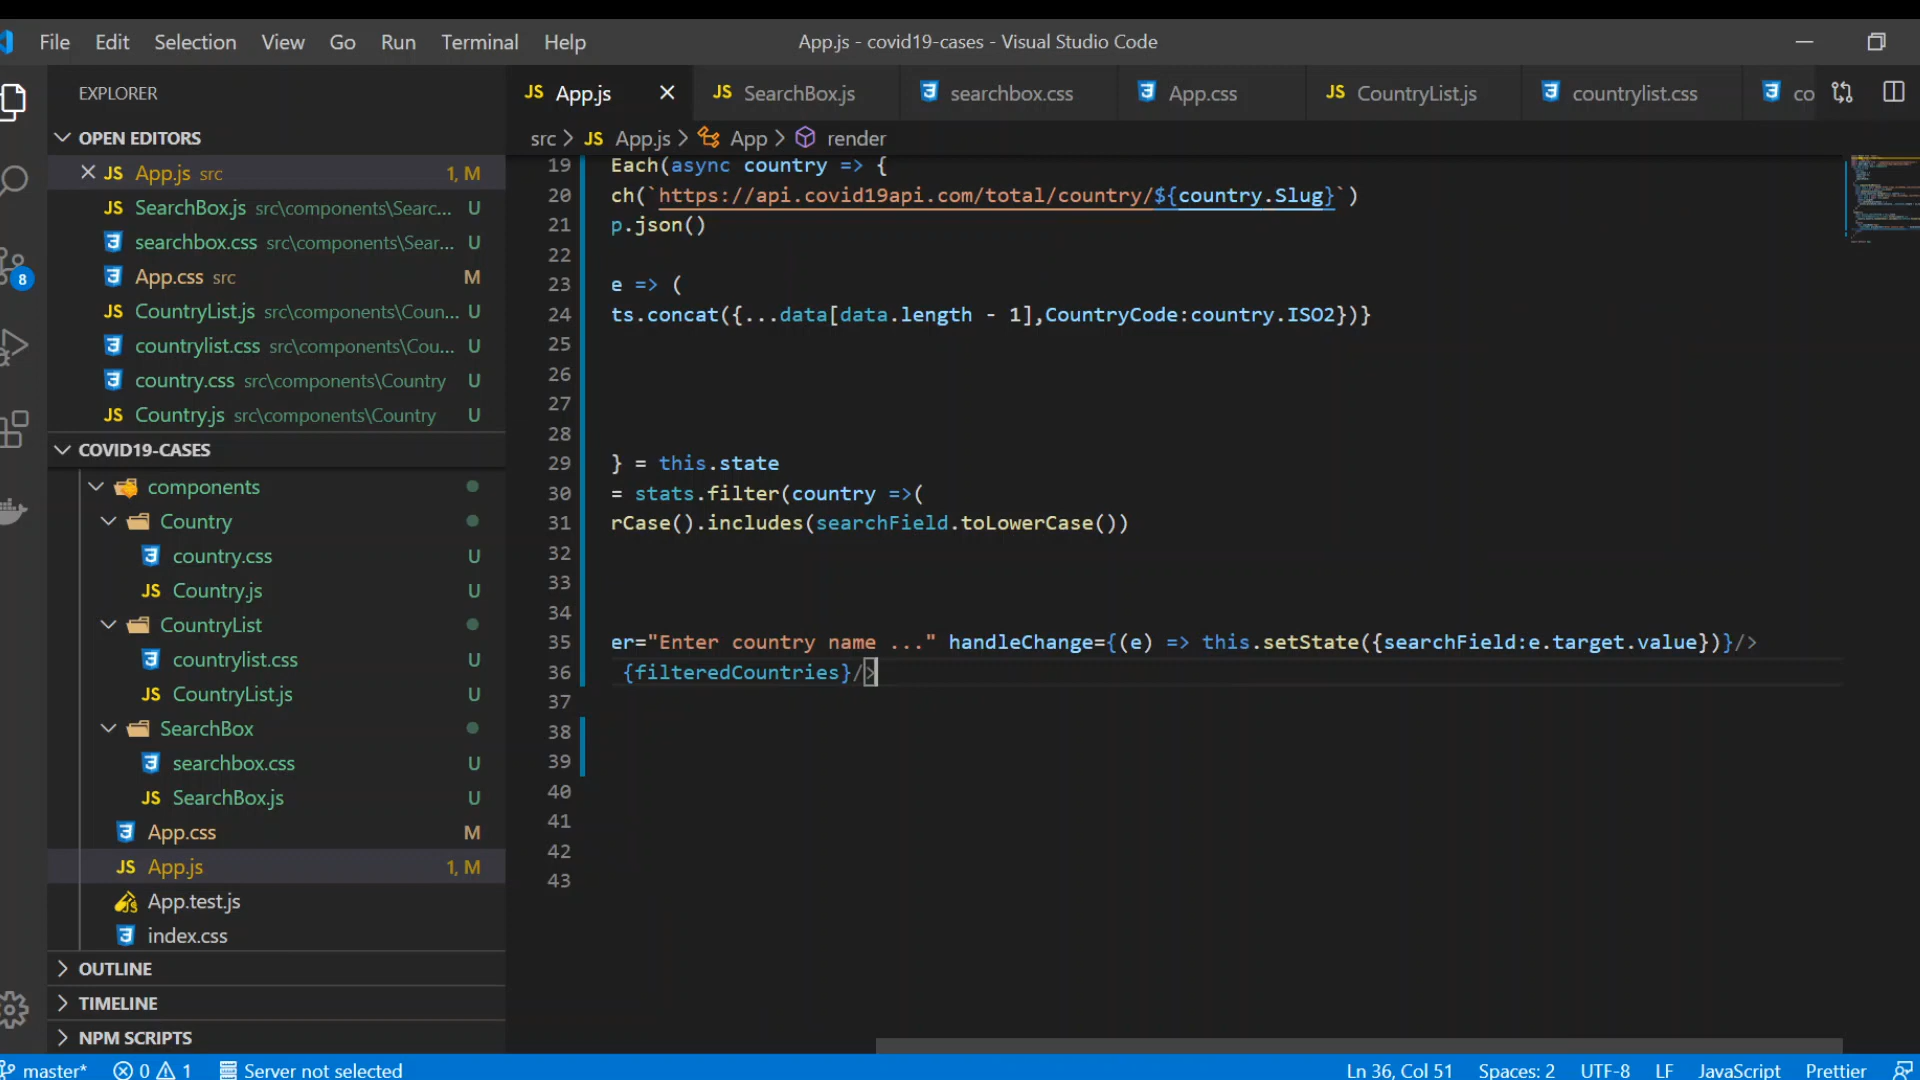 File Edit Selection View Go Run Terminal Help App.js - covid19-cases - Visual Studio Code
EXPLORER
JS App.js JS SearchBox.js searchbox.css App.css JS CountryList.js countrylist.css co
OPEN EDITORS
src > JS App.js > App > render
JS App.js src 1, M
JS SearchBox.js src\components\Searc... U
searchbox.css src\components\Sear... U
App.css src M
JS CountryList.js src\components\Coun... U
countrylist.css src\components\Cou... U
country.css src\components\Country U
JS Country.js src\components\Country U
COVID19-CASES
components
Country
country.css U
JS Country.js U
CountryList
countrylist.css U
JS CountryList.js U
SearchBox
searchbox.css U
JS SearchBox.js U
App.css M
JS App.js 1, M
App.test.js
index.css
OUTLINE
TIMELINE
NPM SCRIPTS
8
19 Each(async country => {
20 ch(`https://api.covid19api.com/total/country/${country.Slug}`)
21 p.json()
22
23 e => (
24 ts.concat({...data[data.length - 1],CountryCode:country.ISO2})}
25
26
27
28
29 } = this.state
30 = stats.filter(country =>(
31 rCase().includes(searchField.toLowerCase())
32
33
34
35 er="Enter country name ..." handleChange={(e) => this.setState({searchField:e.target.value})}/>
36 {filteredCountries}/>
37
38
39
40
41
42
43
master* 0 1 Server not selected Ln 36, Col 51 Spaces: 2 UTF-8 LF JavaScript Prettier